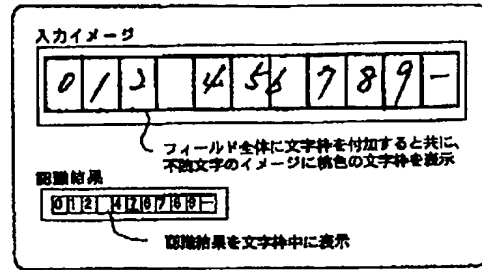 入力イメージ
0 1 2 4 5 6 7 8 9 ー
フィールド全体に文字枠を付加すると共に、
不読文字のイメージに桃色の文字枠を表示
認識結果
0 1 2 4 6 7 8 9 ー
認識結果を文字枠中に表示